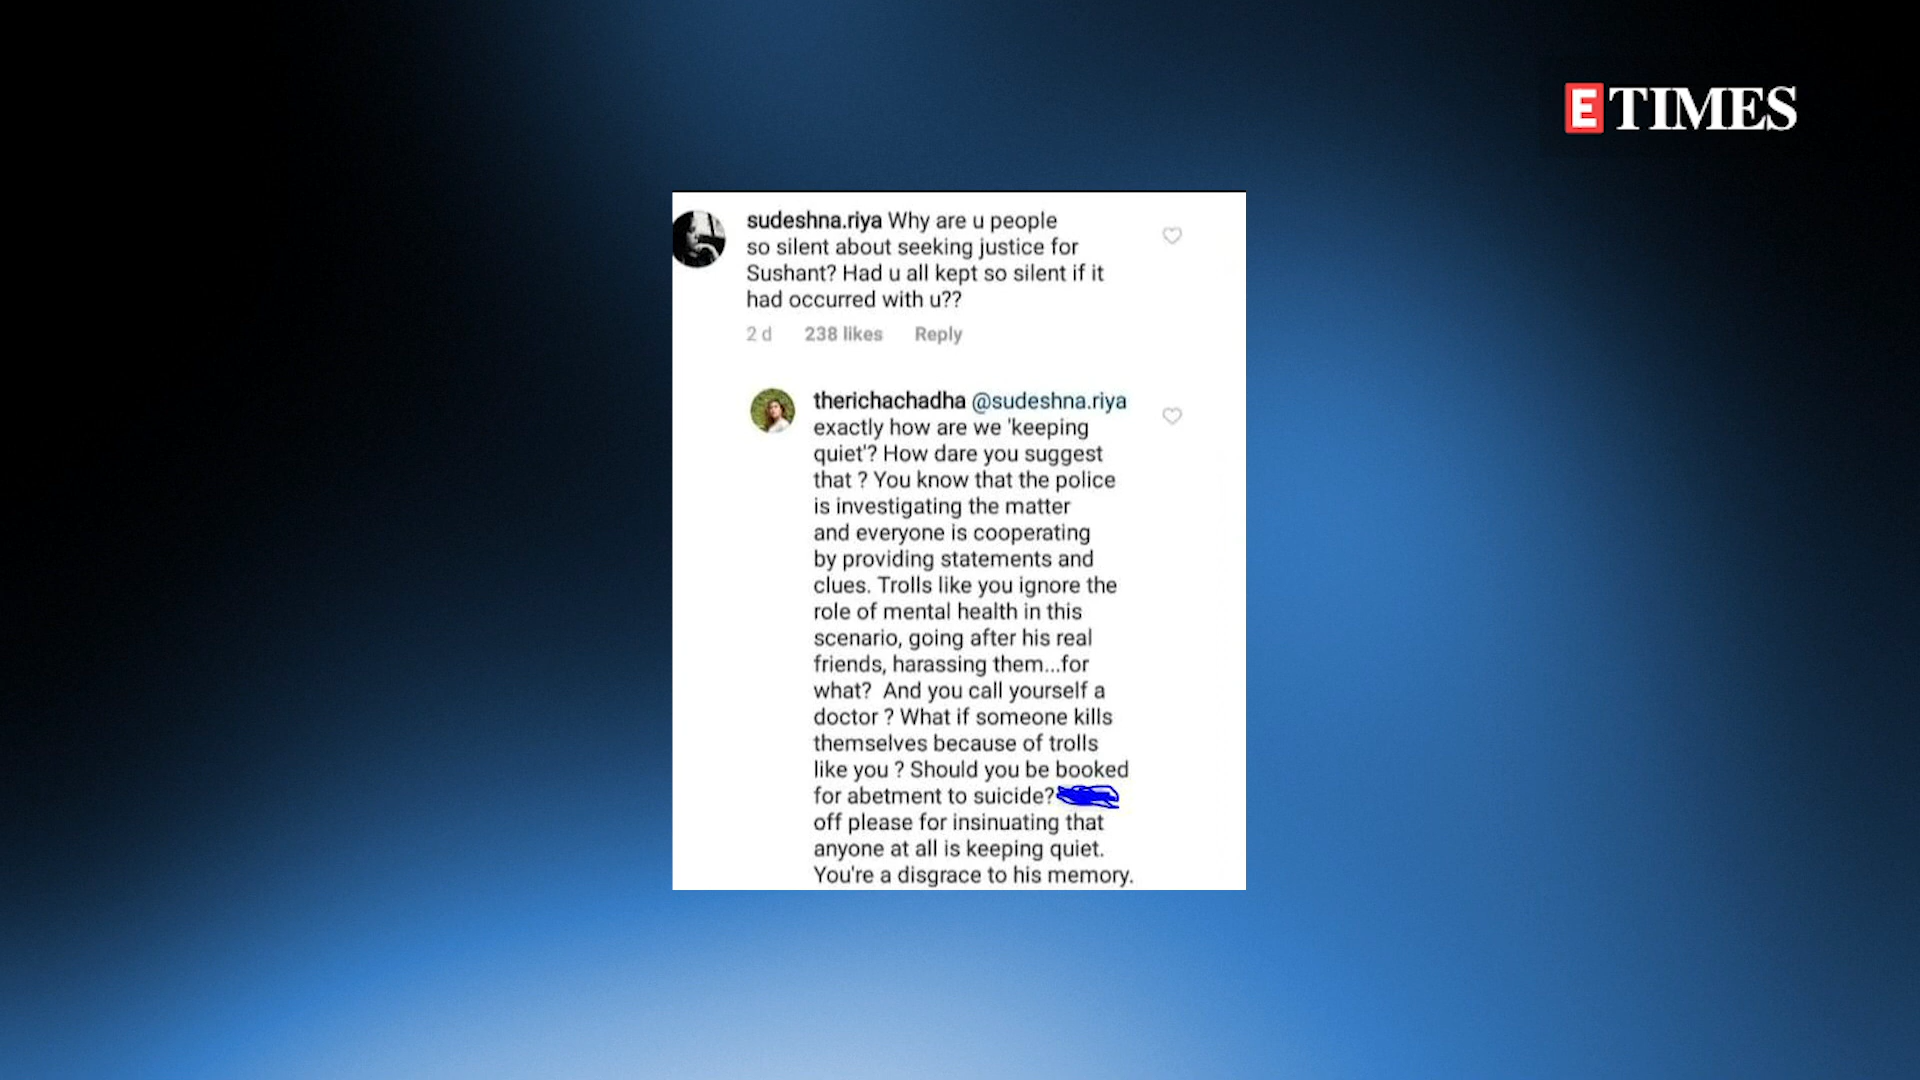 ETIMES
sudeshna.riya Why are u people
so silent about seeking justice for
Sushant? Had u all kept so silent if it
had occurred with u??
2 d 238 likes Reply
therichachadha @sudeshna.riya
exactly how are we 'keeping
quiet'? How dare you suggest
that ? You know that the police
is investigating the matter
and everyone is cooperating
by providing statements and
clues. Trolls like you ignore the
role of mental health in this
scenario, going after his real
friends, harassing them...for
what?  And you call yourself a
doctor ? What if someone kills
themselves because of trolls
like you ? Should you be booked
for abetment to suicide?
off please for insinuating that
anyone at all is keeping quiet.
You're a disgrace to his memory.